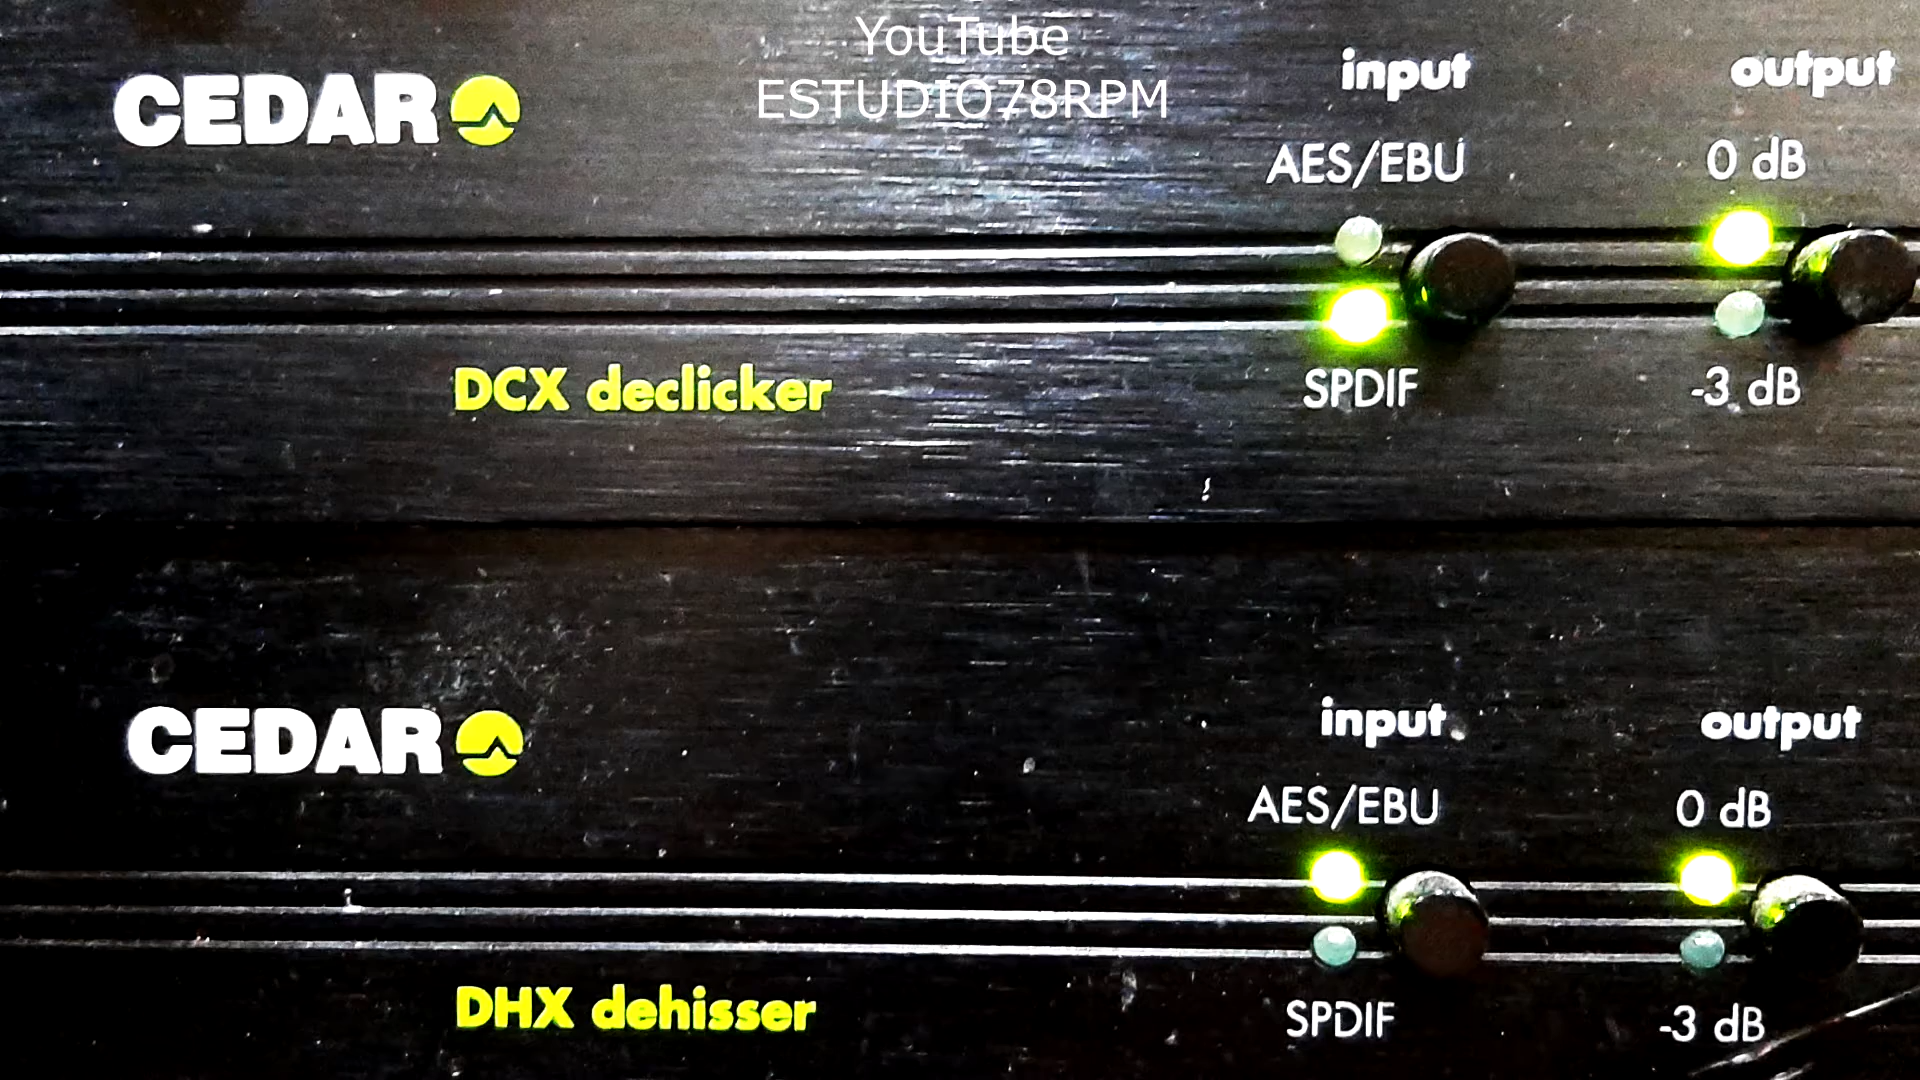 YouTube
ESTUDIO78RPM
CEDAR
input
output
AES/EBU
0 dB
SPDIF
-3 dB
DCX declicker
CEDAR
input
output
AES/EBU
0 dB
SPDIF
-3 dB
DHX dehisser